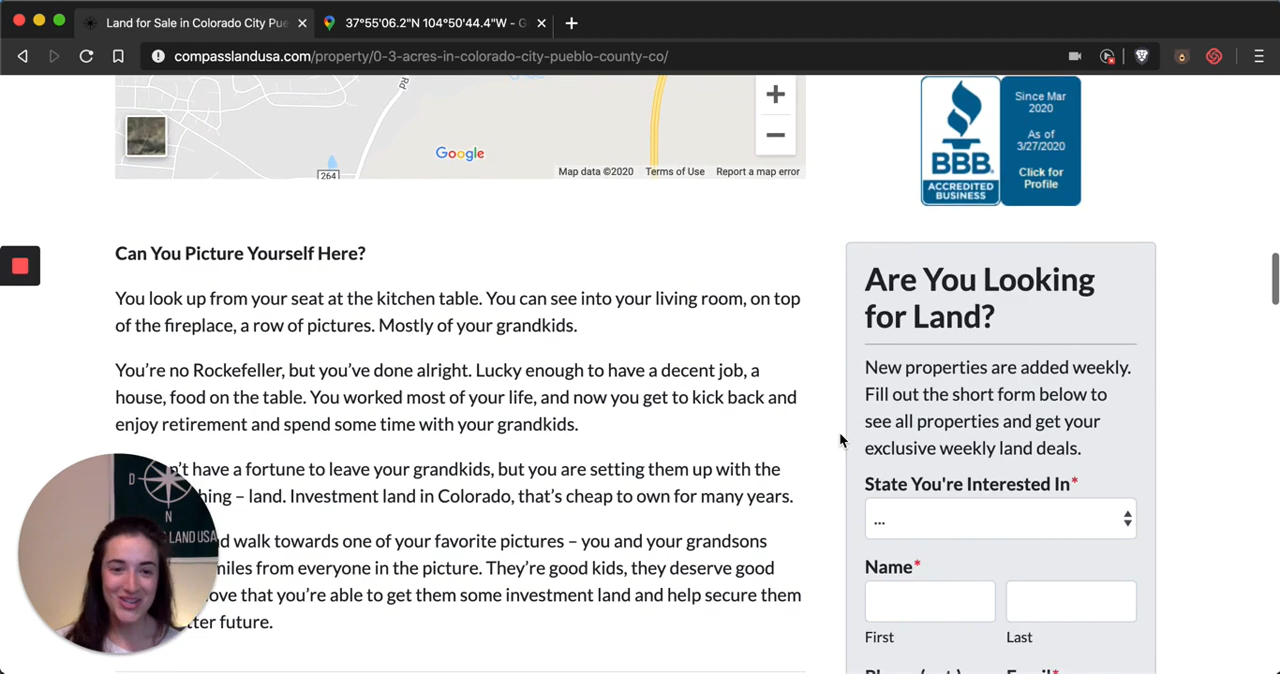 Land for Sale in Colorado City Pue
37°55'06.2"N 104°50'44.4"W - G
compasslandusa.com/property/0-3-acres-in-colorado-city-pueblo-county-co/
Rd
Google
264
Map data ©2020 Terms of Use Report a map error
BBB
ACCREDITED
BUSINESS
Since Mar
2020
As of
3/27/2020
Click for
Profile
Can You Picture Yourself Here?
You look up from your seat at the kitchen table. You can see into your living room, on top
of the fireplace, a row of pictures. Mostly of your grandkids.
You're no Rockefeller, but you've done alright. Lucky enough to have a decent job, a
house, food on the table. You worked most of your life, and now you get to kick back and
enjoy retirement and spend some time with your grandkids.
have a fortune to leave your grandkids, but you are setting them up with the
– land. Investment land in Colorado, that's cheap to own for many years.
walk towards one of your favorite pictures – you and your grandsons
from everyone in the picture. They're good kids, they deserve good
that you're able to get them some investment land and help secure them
future.
D
N
LAND USA
Are You Looking
for Land?
New properties are added weekly.
Fill out the short form below to
see all properties and get your
exclusive weekly land deals.
State You're Interested In*
...
Name*
First Last